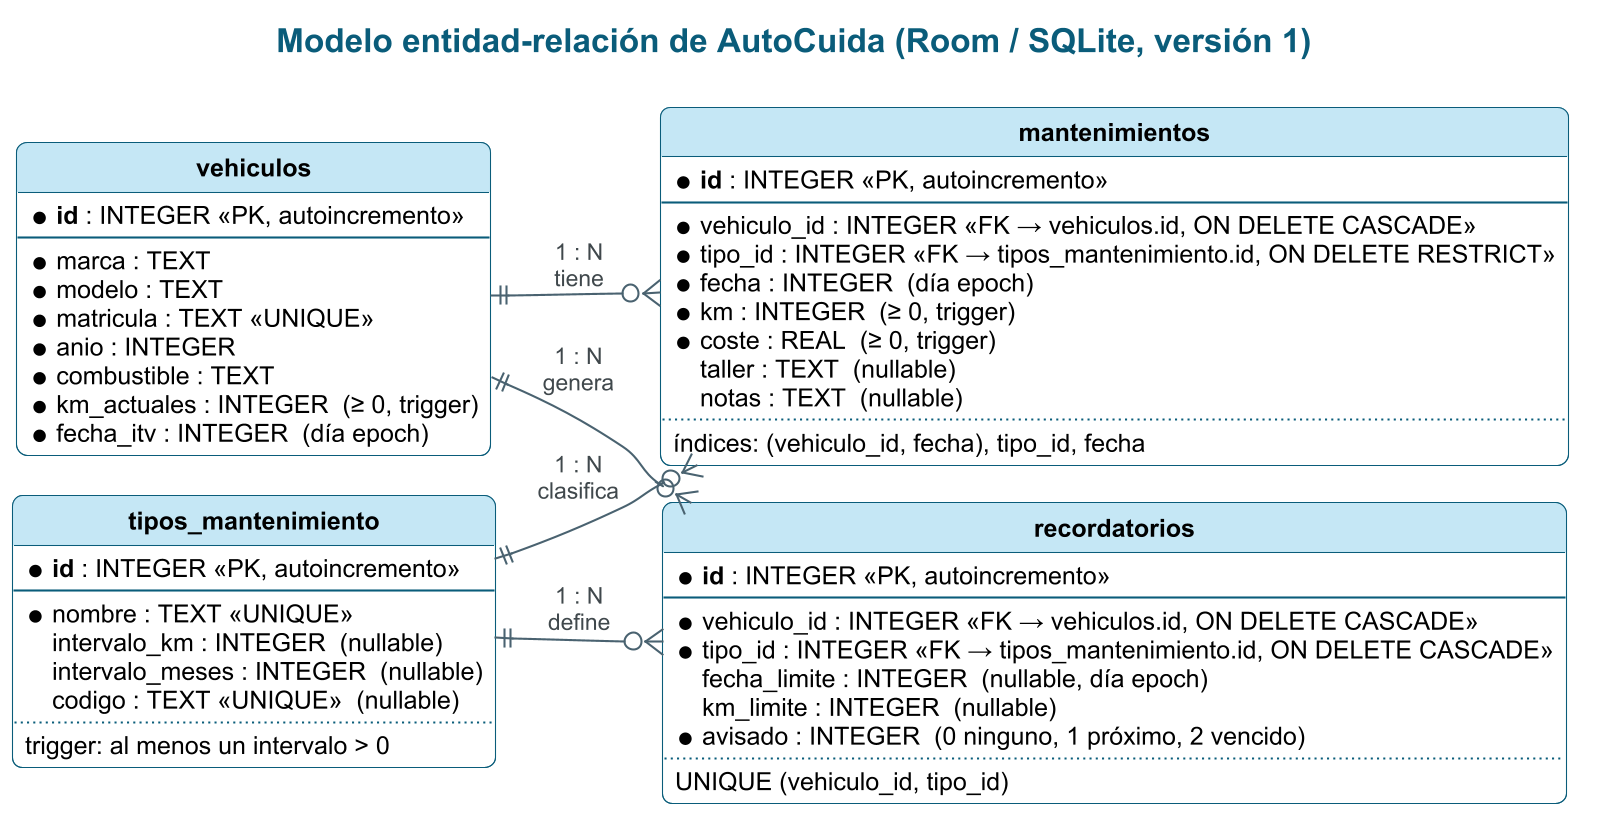 Modelo entidad-relación de AutoCuida (Room / SQLite, versión 1)
vehiculos
id : INTEGER «PK, autoincremento»
marca : TEXT
modelo : TEXT
matricula : TEXT «UNIQUE»
anio : INTEGER
combustible : TEXT
km_actuales : INTEGER (≥ 0, trigger)
fecha_itv : INTEGER (día epoch)
1 : N
tiene
1 : N
genera
1 : N
clasifica
1 : N
define
mantenimientos
id : INTEGER «PK, autoincremento»
vehiculo_id : INTEGER «FK → vehiculos.id, ON DELETE CASCADE»
tipo_id : INTEGER «FK → tipos_mantenimiento.id, ON DELETE RESTRICT»
fecha : INTEGER (día epoch)
km : INTEGER (≥ 0, trigger)
coste : REAL (≥ 0, trigger)
taller : TEXT (nullable)
notas : TEXT (nullable)
índices: (vehiculo_id, fecha), tipo_id, fecha
tipos_mantenimiento
id : INTEGER «PK, autoincremento»
nombre : TEXT «UNIQUE»
intervalo_km : INTEGER (nullable)
intervalo_meses : INTEGER (nullable)
codigo : TEXT «UNIQUE» (nullable)
trigger: al menos un intervalo > 0
recordatorios
id : INTEGER «PK, autoincremento»
vehiculo_id : INTEGER «FK → vehiculos.id, ON DELETE CASCADE»
tipo_id : INTEGER «FK → tipos_mantenimiento.id, ON DELETE CASCADE»
fecha_limite : INTEGER (nullable, día epoch)
km_limite : INTEGER (nullable)
avisado : INTEGER (0 ninguno, 1 próximo, 2 vencido)
UNIQUE (vehiculo_id, tipo_id)